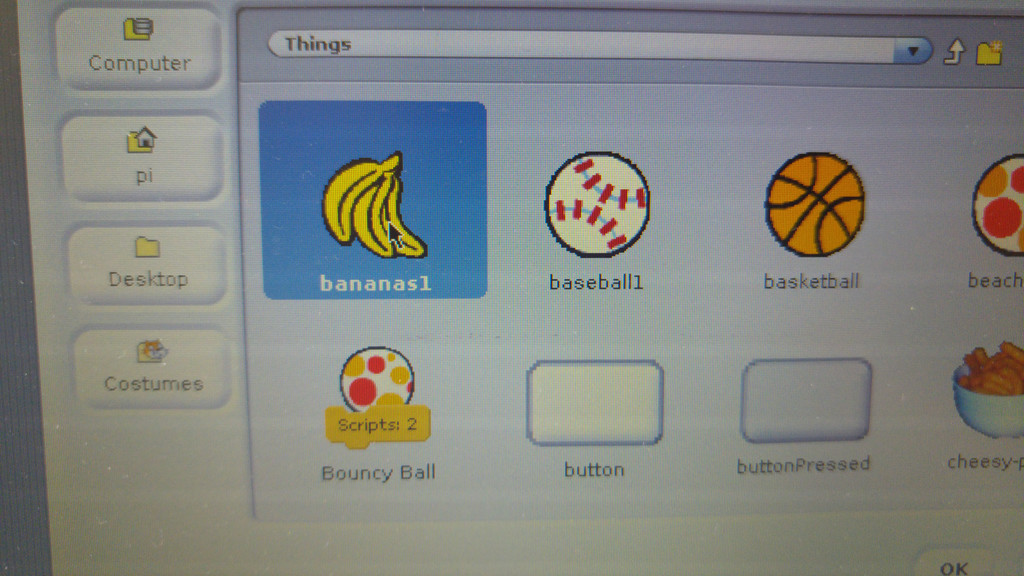 Things
Computer
pi
Desktop
Costumes
bananas1
baseball1
basketball
beach
Scripts: 2
Bouncy Ball
button
buttonPressed
cheesy-p
OK